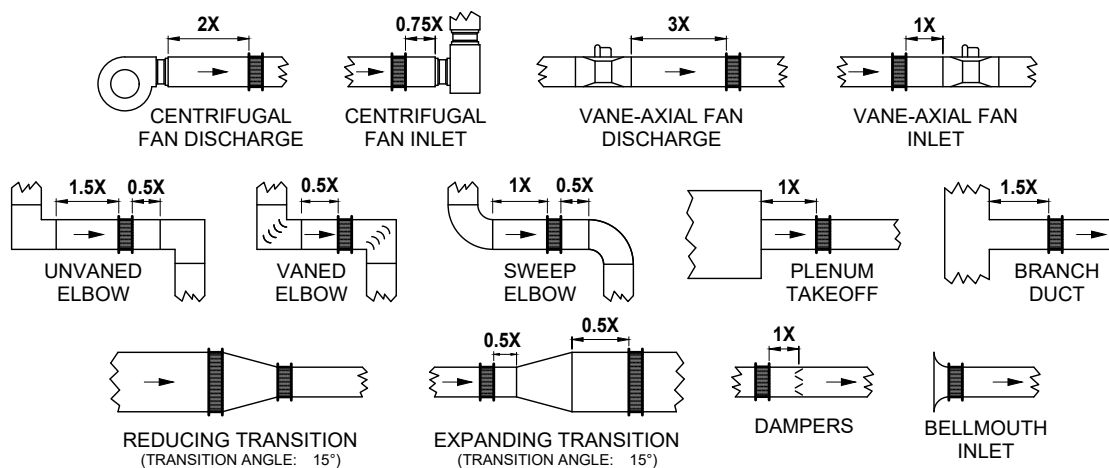 2X
0.75X
3X
1X
CENTRIFUGAL
FAN DISCHARGE
CENTRIFUGAL
FAN INLET
VANE-AXIAL FAN
DISCHARGE
VANE-AXIAL FAN
INLET
1.5X
0.5X
0.5X
1X
0.5X
1X
1.5X
UNVANED
ELBOW
VANED
ELBOW
SWEEP
ELBOW
PLENUM
TAKEOFF
BRANCH
DUCT
0.5X
0.5X
1X
REDUCING TRANSITION
(TRANSITION ANGLE: 15°)
EXPANDING TRANSITION
(TRANSITION ANGLE: 15°)
DAMPERS
BELLMOUTH
INLET